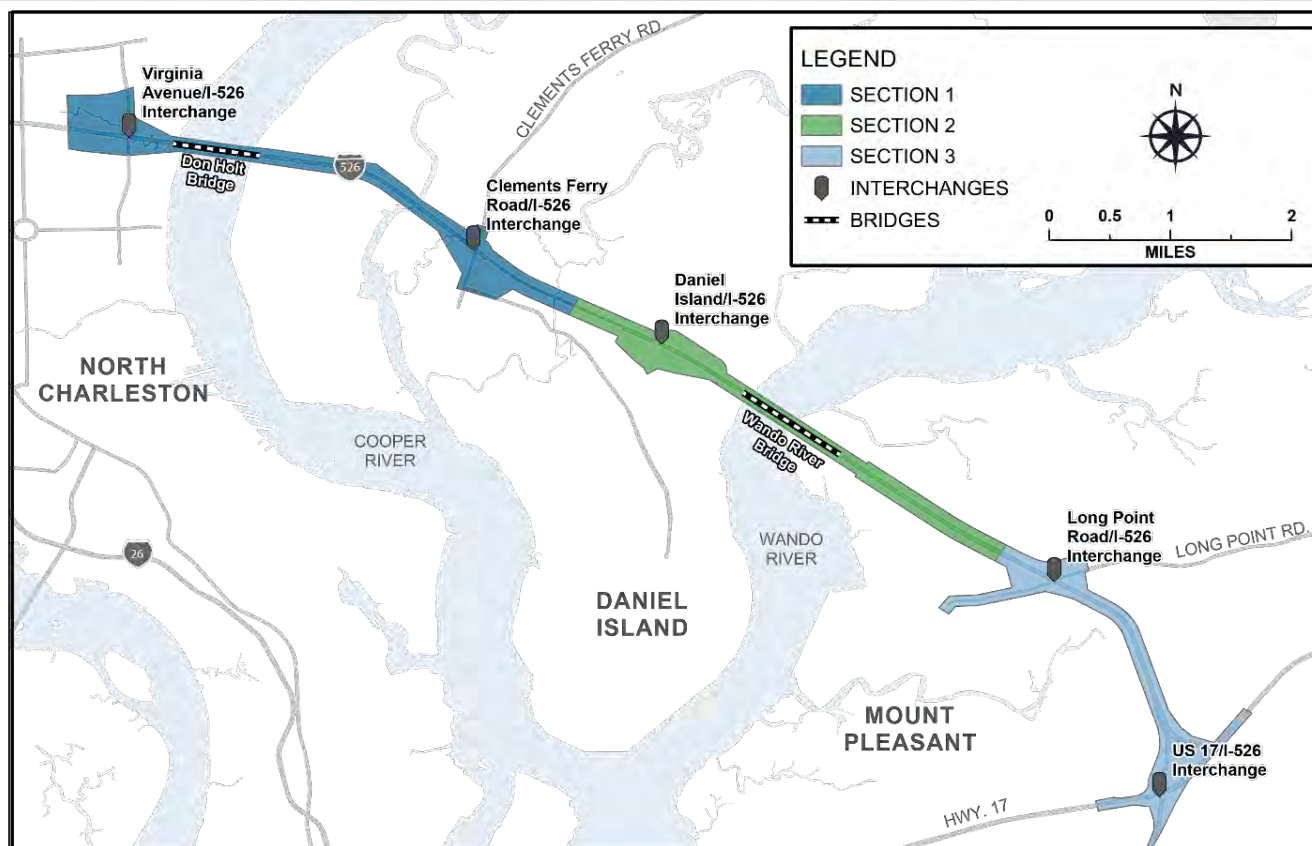 LEGEND
SECTION 1
SECTION 2
SECTION 3
INTERCHANGES
BRIDGES
N
0 0.5 1 2
MILES
Virginia
Avenue/I-526
Interchange
CLEMENTS FERRY RD.
Don Holt
Bridge
526
Clements Ferry
Road/I-526
Interchange
Daniel
Island/I-526
Interchange
NORTH
CHARLESTON
COOPER
RIVER
Wando River
Bridge
26
WANDO
RIVER
Long Point
Road/I-526
Interchange
LONG POINT RD.
DANIEL
ISLAND
MOUNT
PLEASANT
US 17/I-526
Interchange
HWY. 17